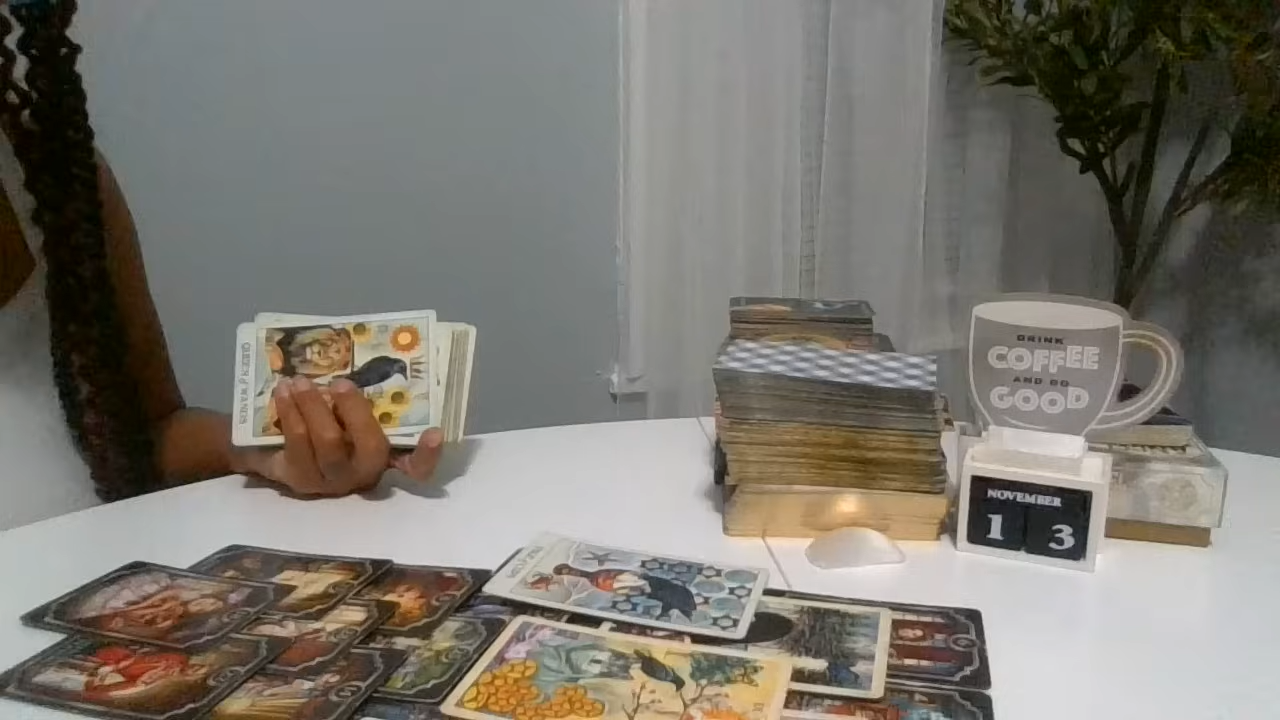 QUEEN of WANDS
DRINK
COFFEE
AND DO
GOOD
NOVEMBER
1 3